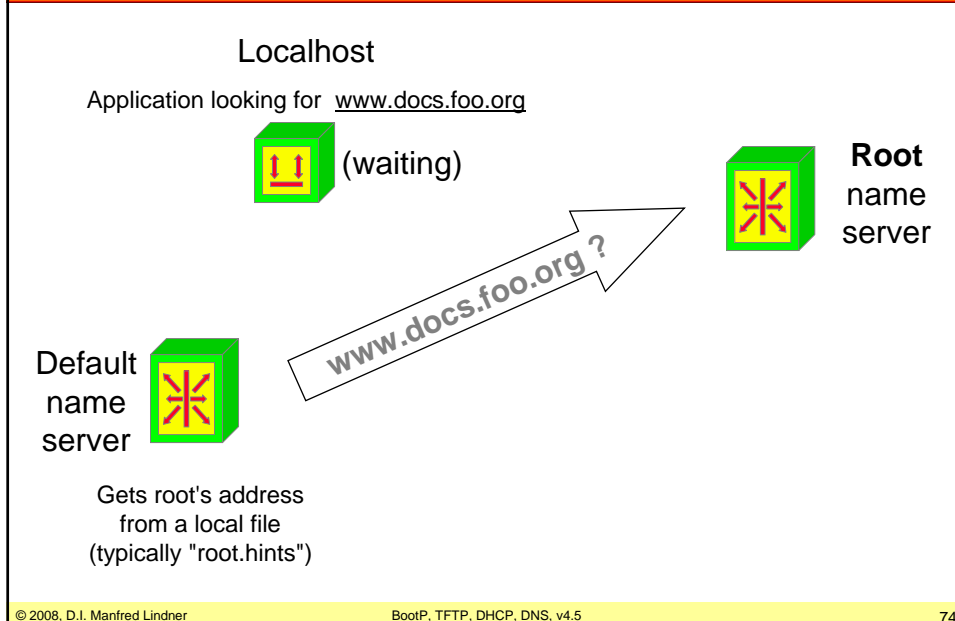 Localhost
Application looking for www.docs.foo.org
(waiting)
Root
name
server
www.docs.foo.org ?
Default
name
server
Gets root's address
from a local file
(typically "root.hints")
© 2008, D.I. Manfred Lindner
BootP, TFTP, DHCP, DNS, v4.5
74